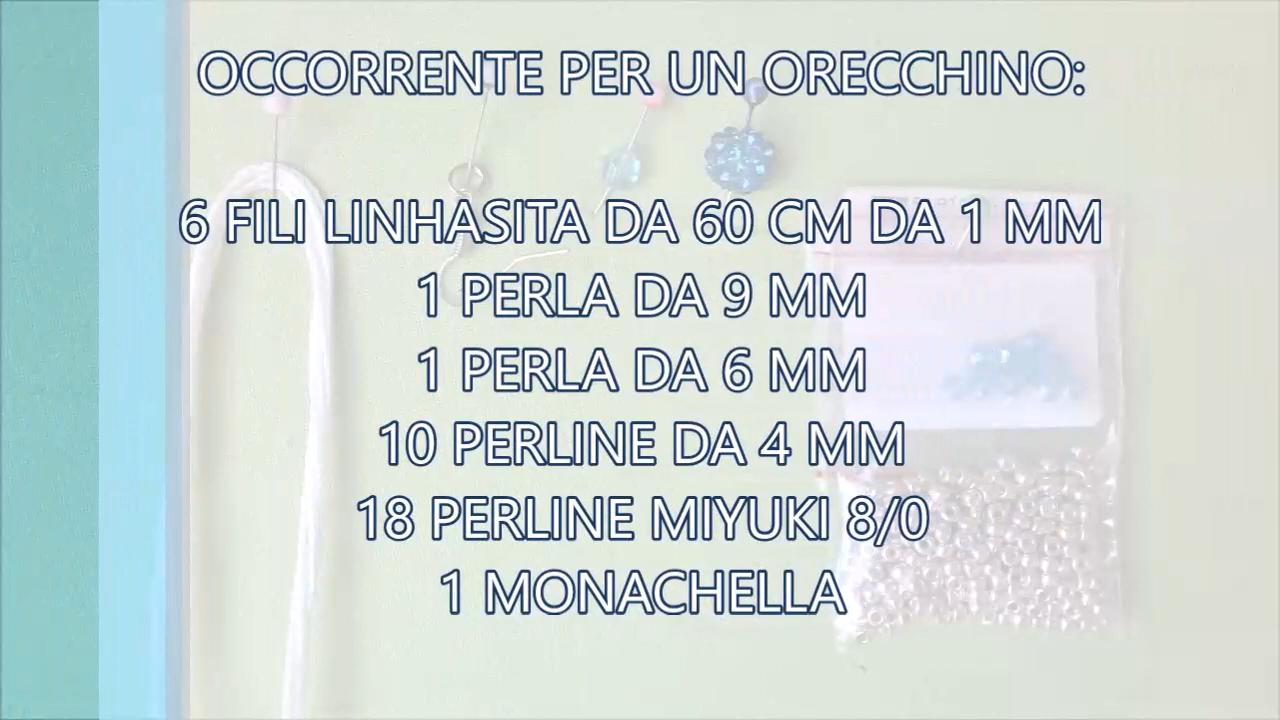 OCCORRENTE PER UN ORECCHINO:
6 FILI LINHASITA DA 60 CM DA 1 MM
1 PERLA DA 9 MM
1 PERLA DA 6 MM
10 PERLINE DA 4 MM
18 PERLINE MIYUKI 8/0
1 MONACHELLA